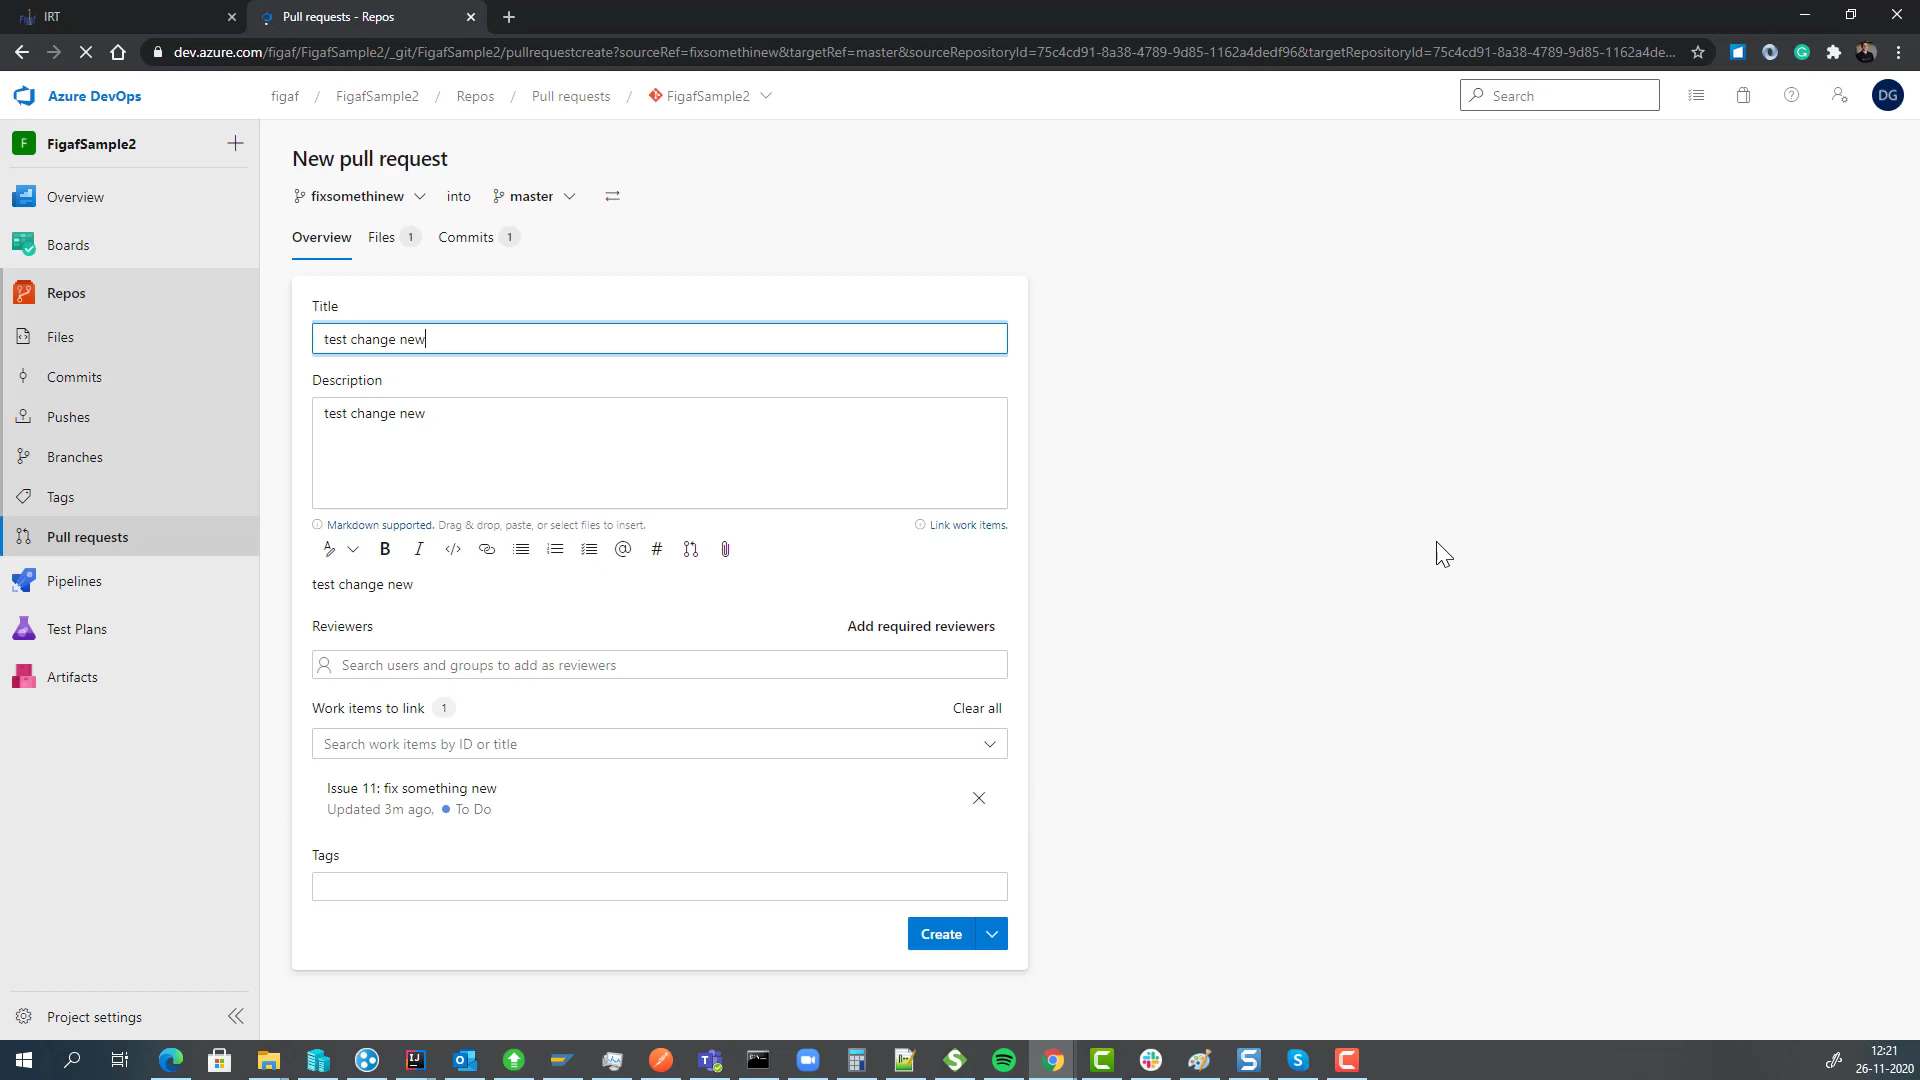 IRT
Pull requests - Repos
dev.azure.com/figaf/FigafSample2/_git/FigafSample2/pullrequestcreate?sourceRef=fixsomethinew&targetRef=master&sourceRepositoryId=75c4cd91-8a38-4789-9d85-1162a4dedf96&targetRepositoryId=75c4cd91-8a38-4789-9d85-1162a4de...
Azure DevOps
figaf / FigafSample2 / Repos / Pull requests / FigafSample2
Search
DG
F FigafSample2
Overview
Boards
Repos
Files
Commits
Pushes
Branches
Tags
Pull requests
Pipelines
Test Plans
Artifacts
Project settings
New pull request
fixsomethinew into master
Overview Files 1 Commits 1
Title
test change new
Description
test change new
Markdown supported. Drag & drop, paste, or select files to insert.
Link work items.
test change new
Reviewers
Add required reviewers
Search users and groups to add as reviewers
Work items to link 1
Clear all
Search work items by ID or title
Issue 11: fix something new
Updated 3m ago, To Do
Tags
Create
12:21
26-11-2020